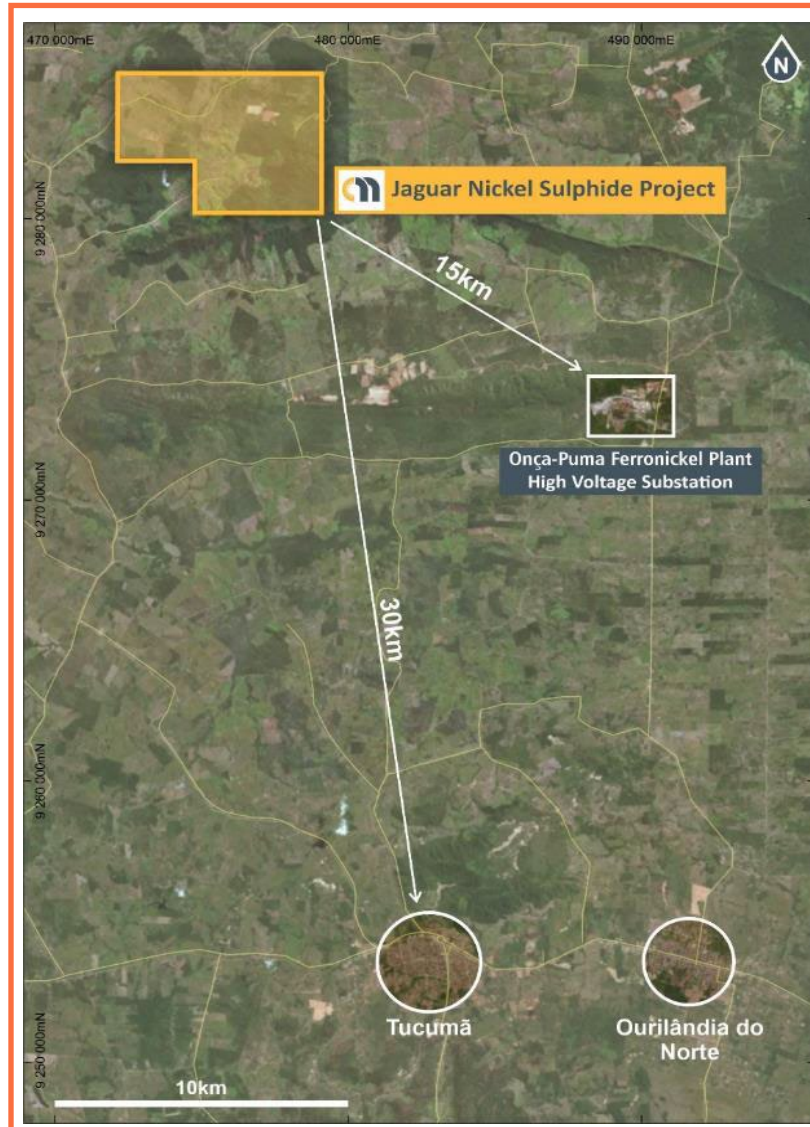 470 000mE
480 000mE
490 000mE
N
Jaguar Nickel Sulphide Project
9 280 000mN
15km
Onça-Puma Ferronickel Plant
High Voltage Substation
9 270 000mN
30km
9 260 000mN
Tucumã
Ourilândia do
Norte
9 250 000mN
10km